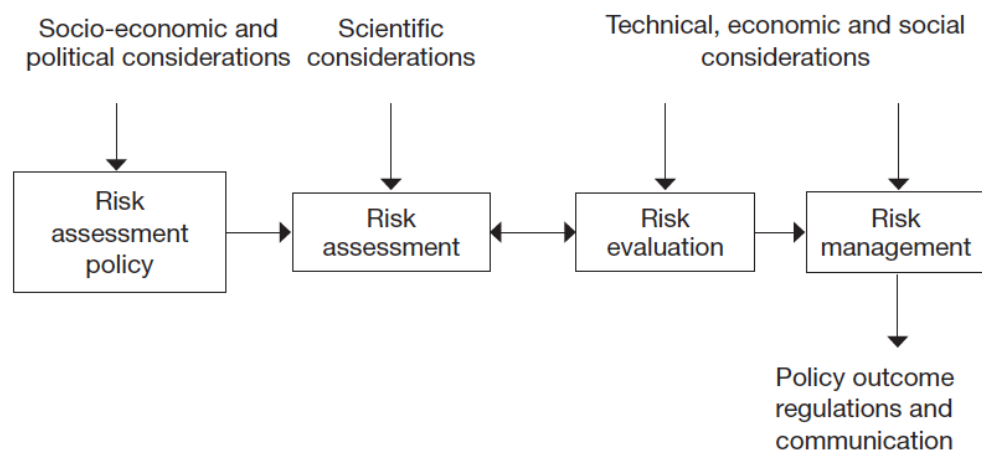 Socio-economic and
political considerations
Scientific
considerations
Technical, economic and social
considerations
Risk
assessment
policy
Risk
assessment
Risk
evaluation
Risk
management
Policy outcome
regulations and
communication